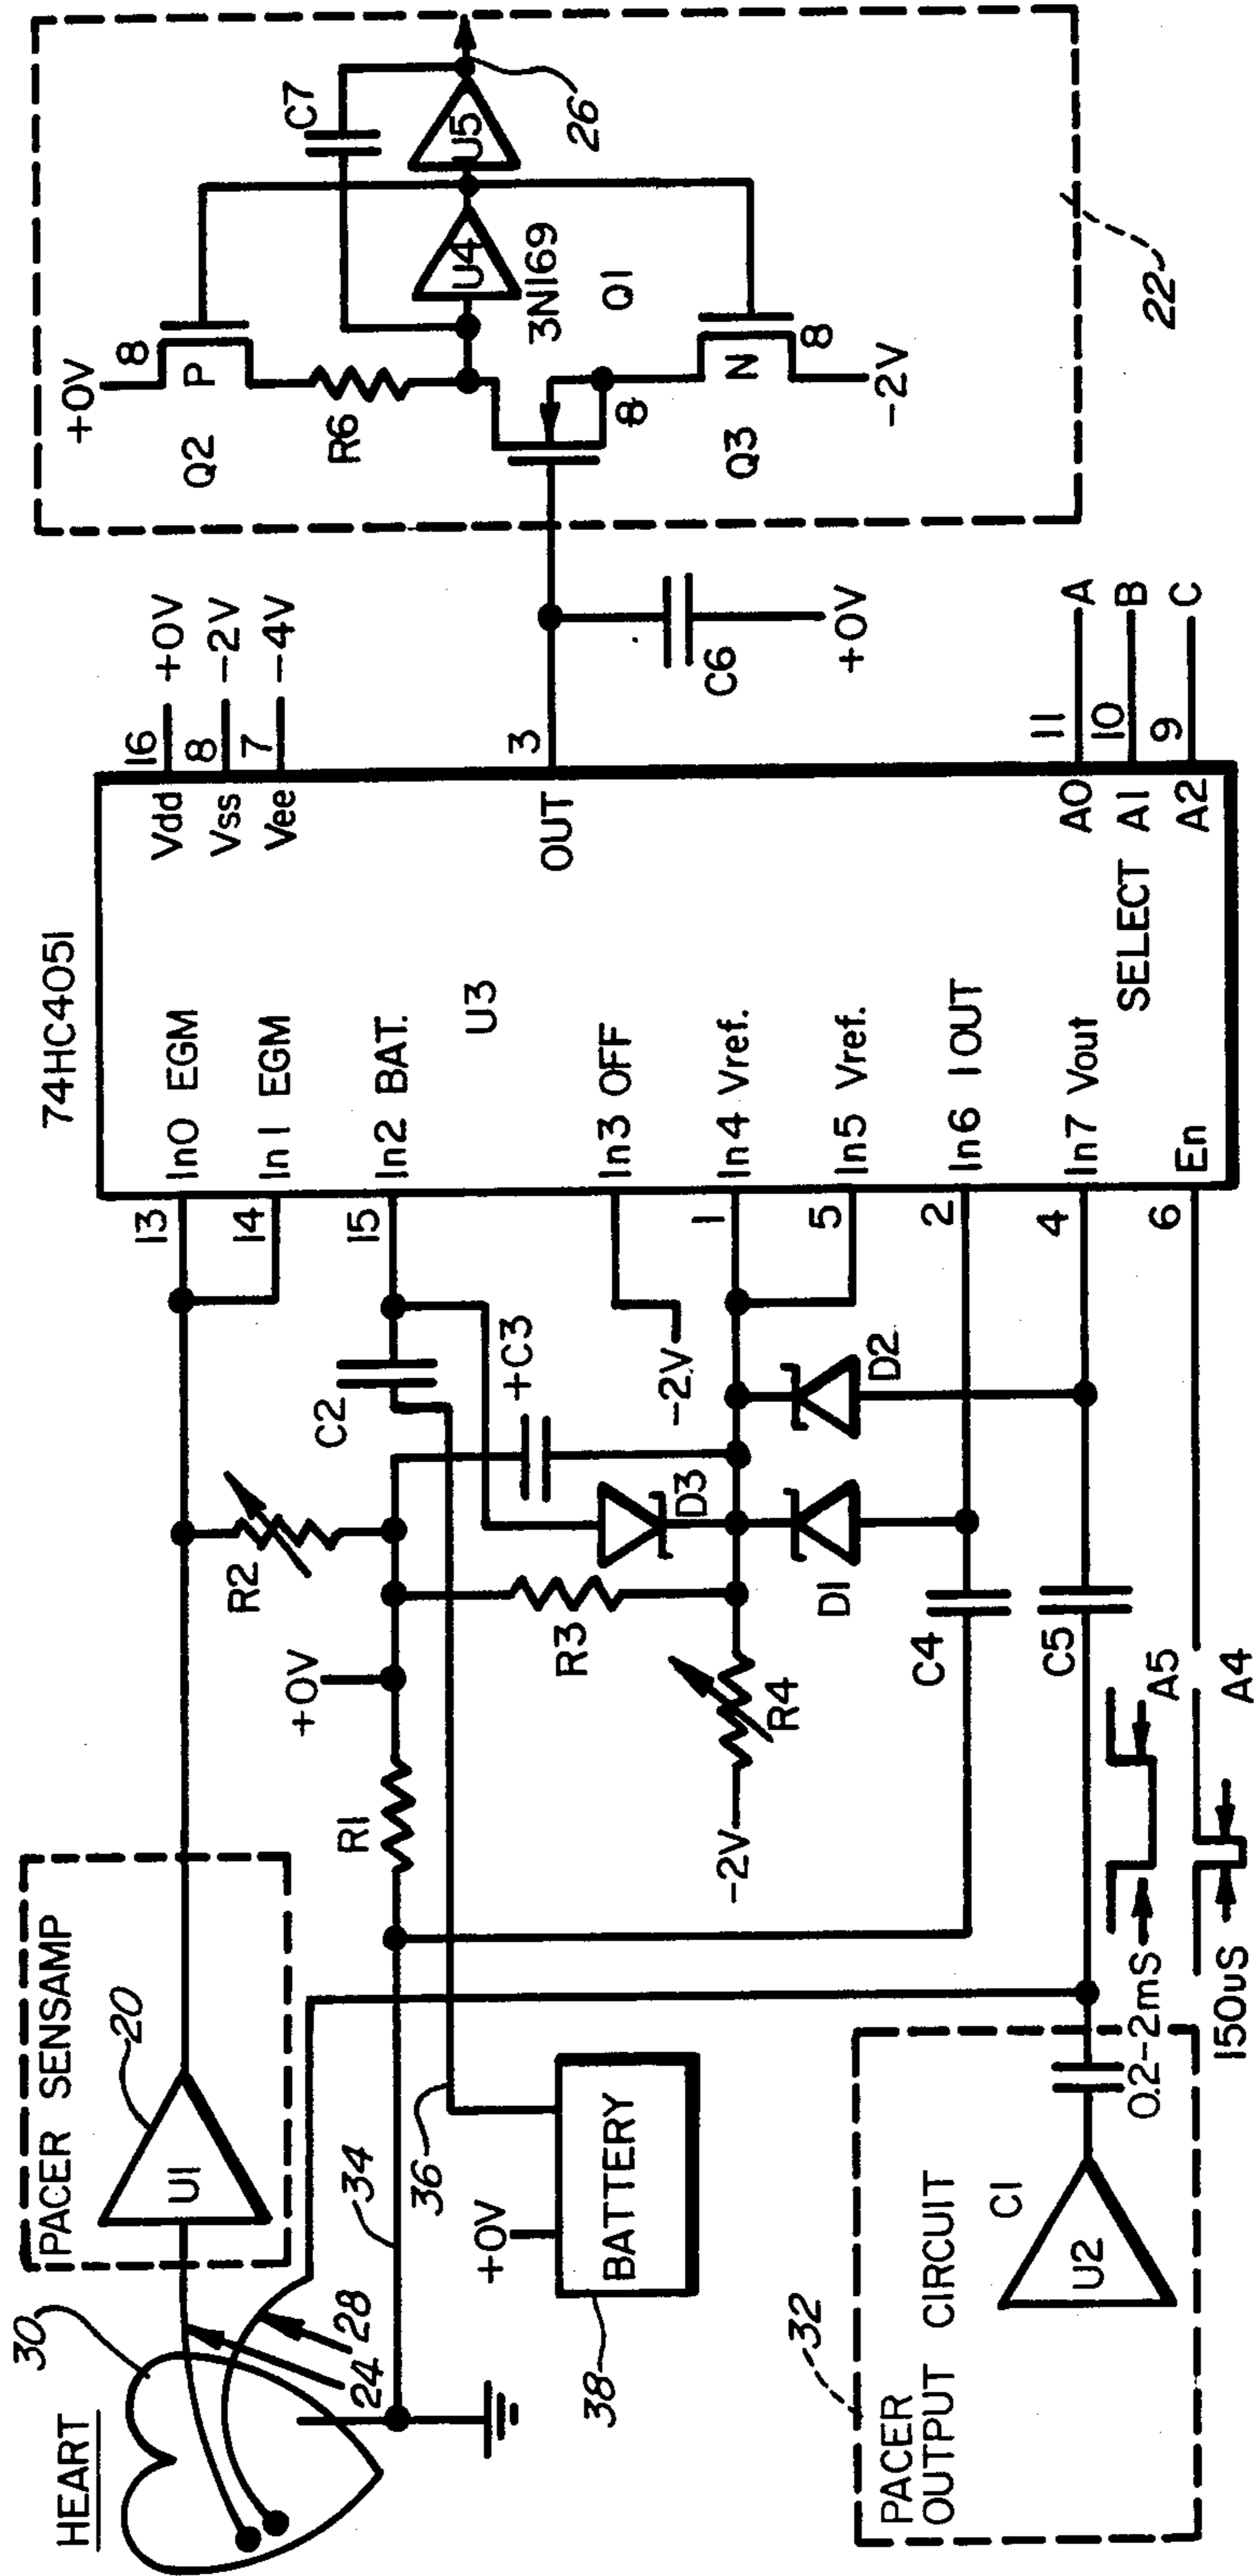 HEART
30
PACER SENSAMP
20
U1
24
28
34
36
+0V
BATTERY
38
32
PACER
OUTPUT CIRCUIT
C1
U2
0.2-2mS
A5
150uS
A4
R1
+0V
R2
R3
R4
-2V
C2
+C3
D3
D1
D2
-2V
C4
C5
74HC4051
U3
13
In0 EGM
14
In1 EGM
15
In2 BAT.
In3 OFF
1
In4 Vref.
5
In5 Vref.
2
In6 IOUT
4
In7 Vout
6
En
Vdd
16
+0V
Vss
8
-2V
Vee
7
-4V
OUT
3
SELECT
A0
11
A
A1
10
B
A2
9
C
C6
+0V
+0V
Q2
8
P
R6
C7
U4
U5
26
3N169
Q1
8
Q3
N
8
-2V
22